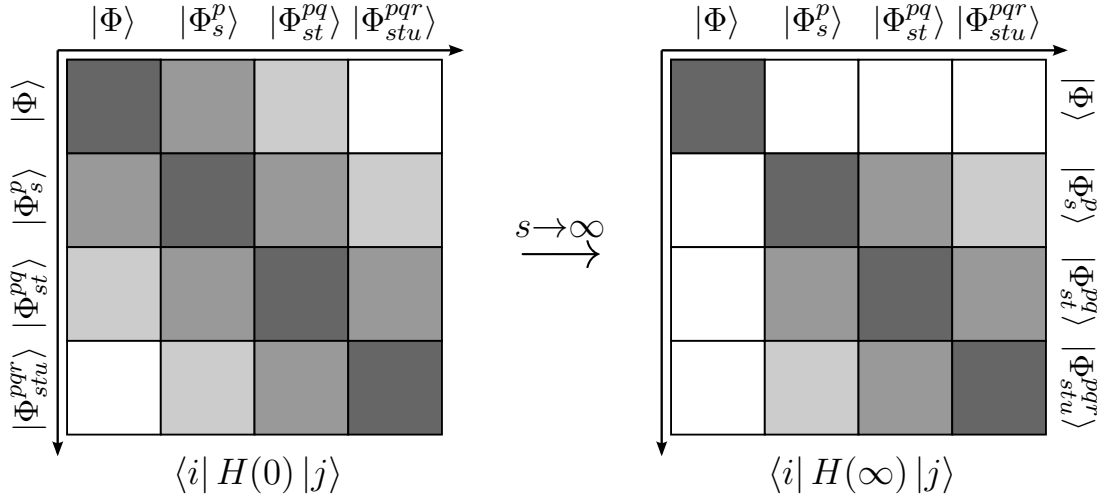 |Φ⟩ |Φ^p_s⟩ |Φ^{pq}_{st}⟩ |Φ^{pqr}_{stu}⟩
|Φ⟩
|Φ^p_s⟩
|Φ^{pq}_{st}⟩
|Φ^{pqr}_{stu}⟩
⟨i| H(0) |j⟩
s→∞
|Φ⟩ |Φ^p_s⟩ |Φ^{pq}_{st}⟩ |Φ^{pqr}_{stu}⟩
|Φ⟩
|Φ^p_s⟩
|Φ^{pq}_{st}⟩
|Φ^{pqr}_{stu}⟩
⟨i| H(∞) |j⟩